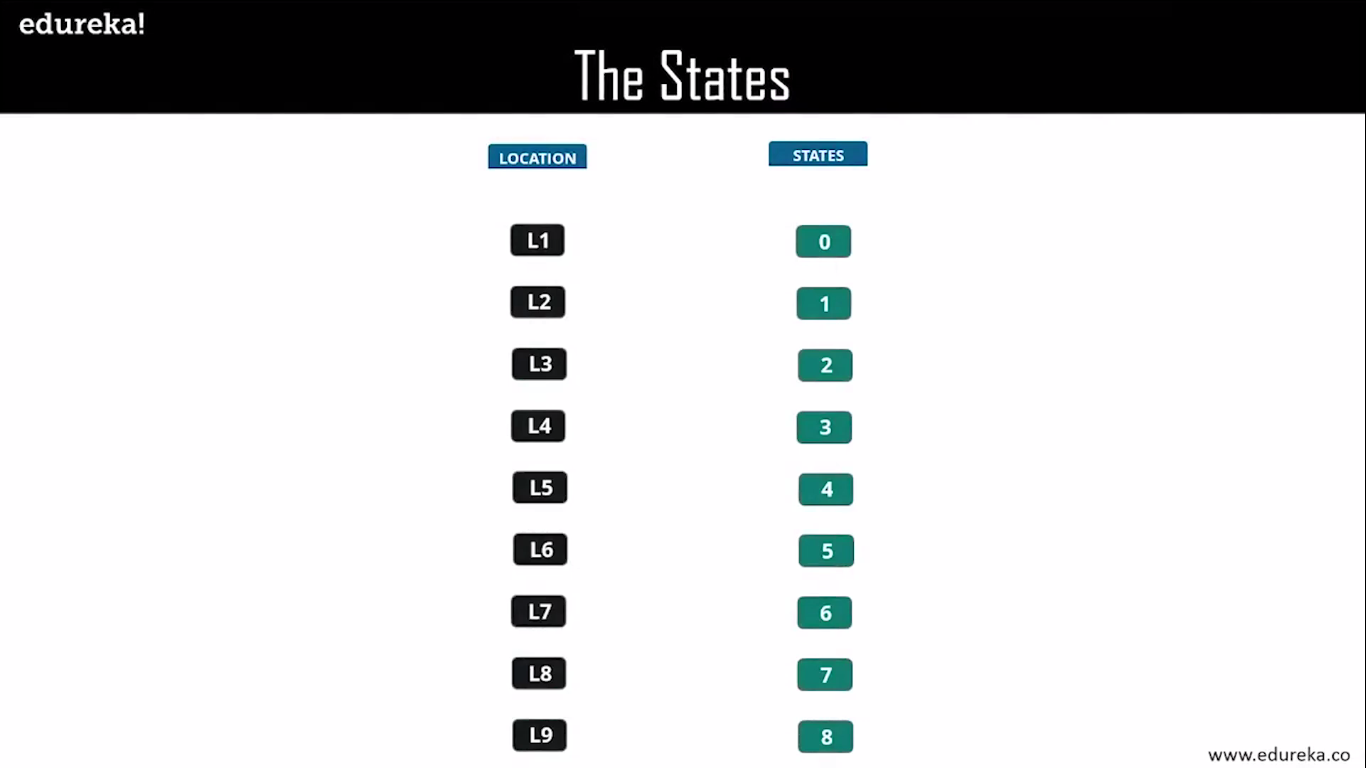 edureka!
The States
LOCATION STATES
L1 0
L2 1
L3 2
L4 3
L5 4
L6 5
L7 6
L8 7
L9 8
www.edureka.co